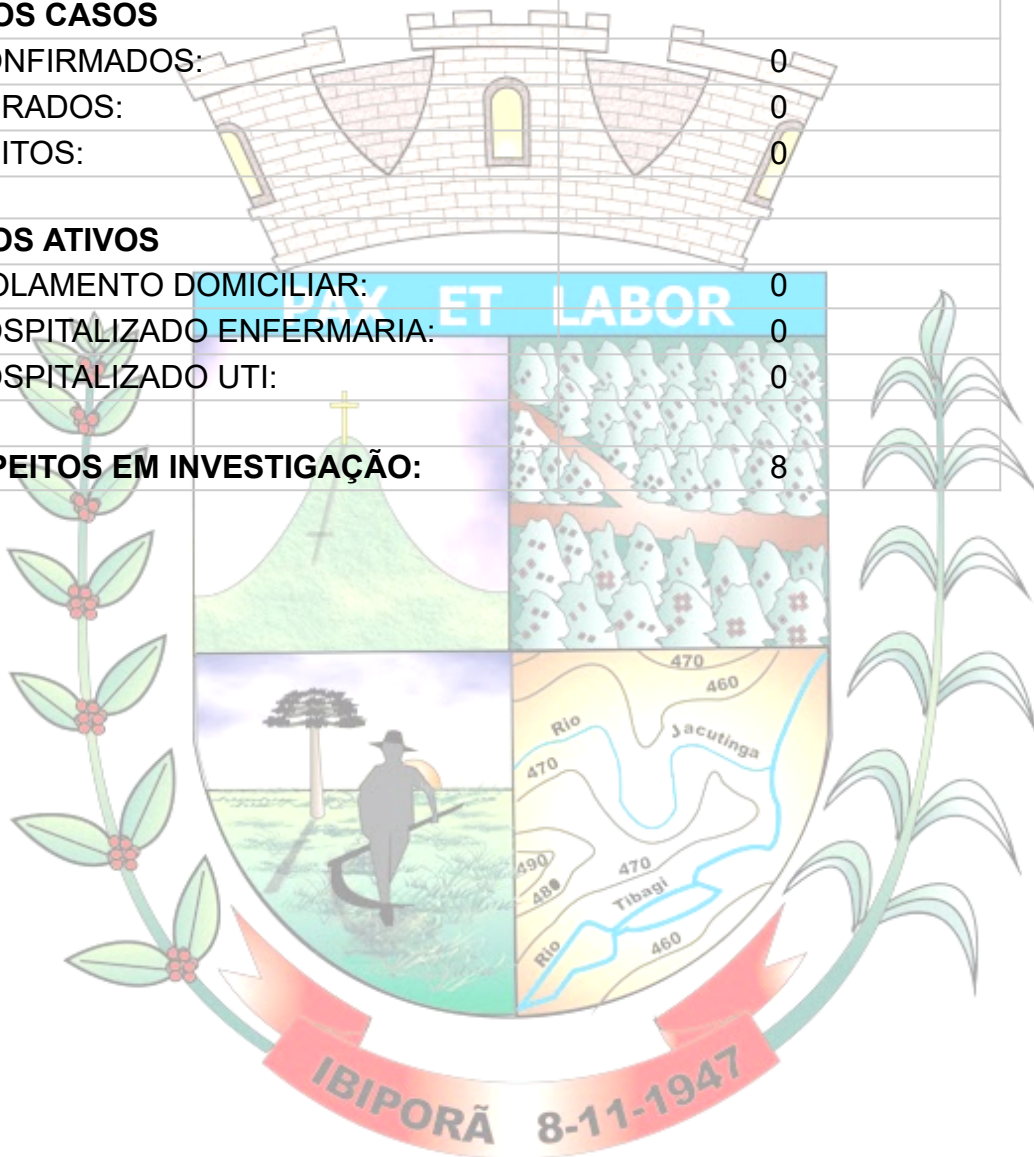 OS CASOS
ONFIRMADOS: 0
RADOS: 0
ITOS: 0
OS ATIVOS
OLAMENTO DOMICILIAR: 0
OSPITALIZADO ENFERMARIA: 0
OSPITALIZADO UTI: 0
PEITOS EM INVESTIGAÇÃO: 8
PAX ET LABOR
470
460
Rio Jacutinga
470
490
480
470
Rio Tibagi
460
IBIPORÃ 8-11-1947